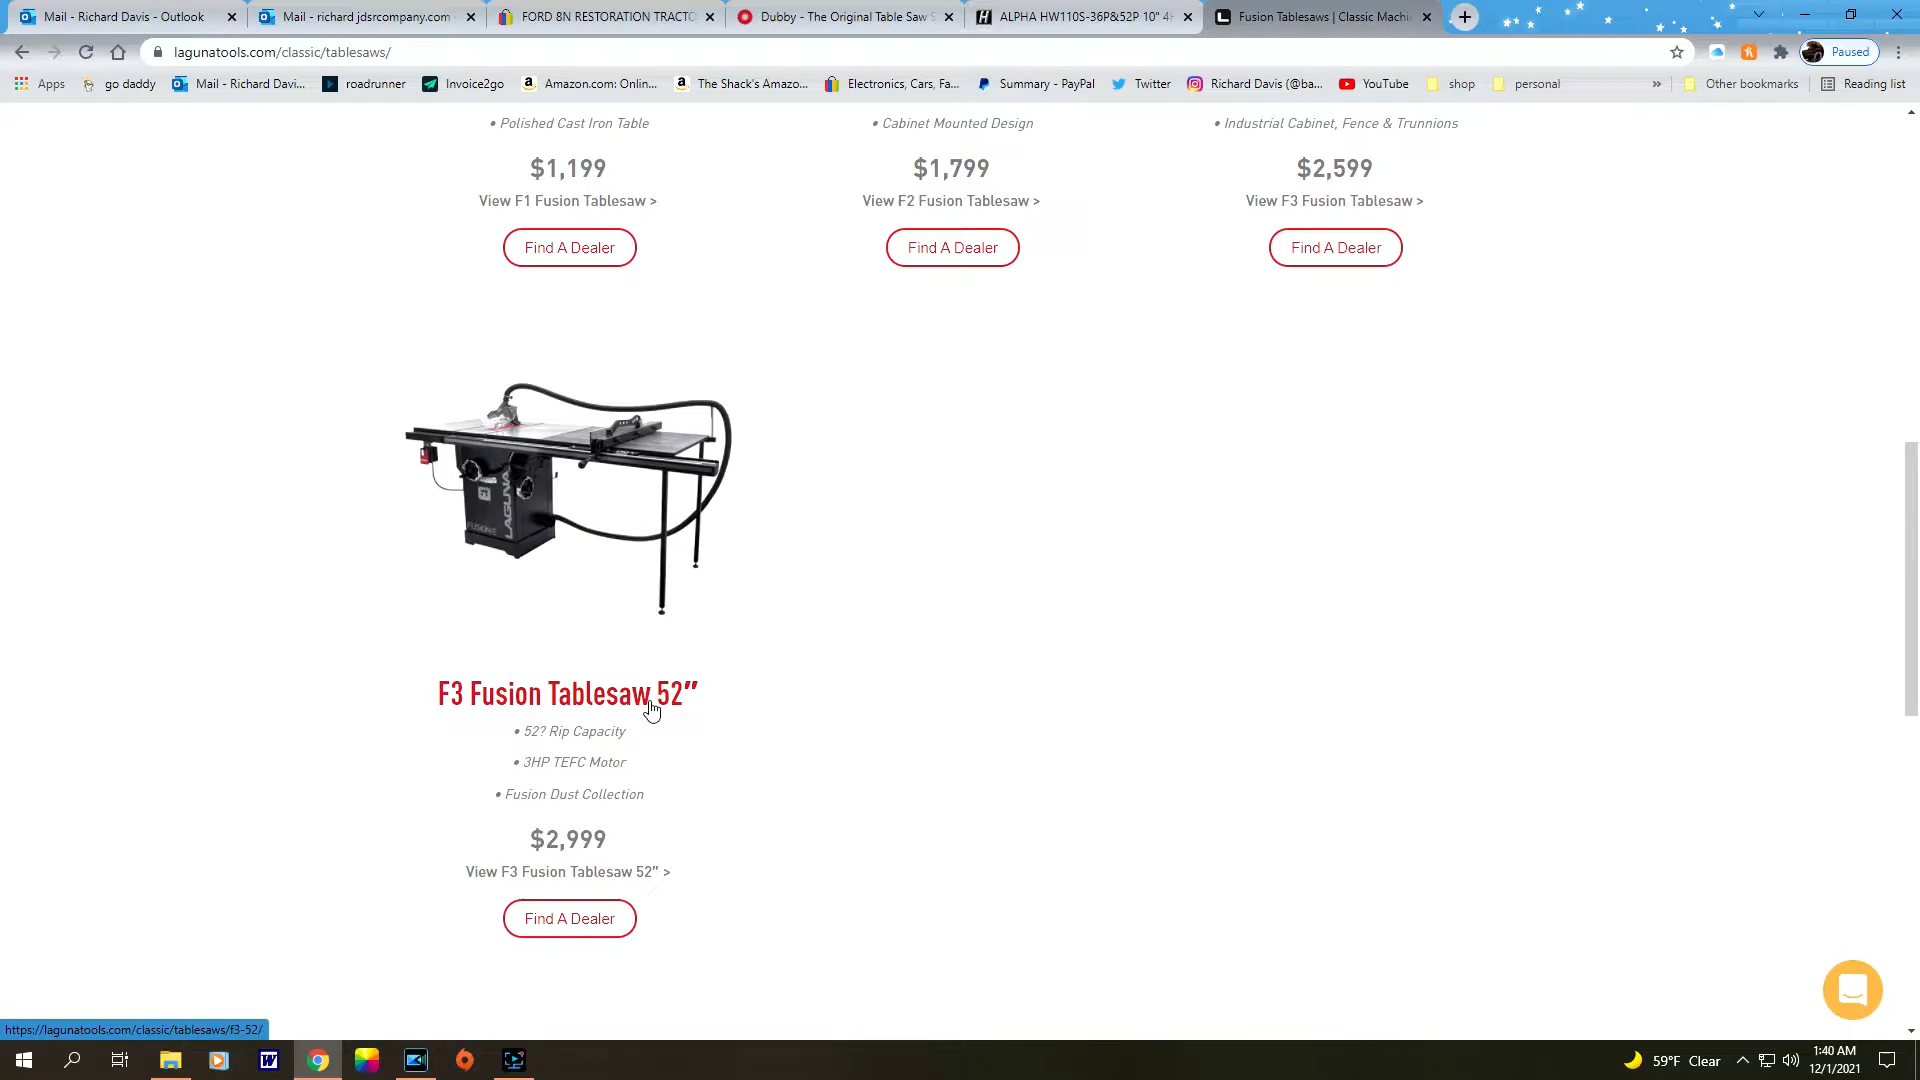 Mail - Richard Davis - Outlook
Mail - richard jdsrcompany.com
FORD 8N RESTORATION TRACTO
Dubby - The Original Table Saw S
ALPHA HW110S-36P&52P 10" 4H
Fusion Tablesaws | Classic Machi
lagunatools.com/classic/tablesaws/
Paused
Apps
go daddy
Mail - Richard Davi...
roadrunner
Invoice2go
Amazon.com: Onlin...
The Shack's Amazo...
Electronics, Cars, Fa...
Summary - PayPal
Twitter
Richard Davis (@ba...
YouTube
shop
personal
»
Other bookmarks
Reading list
• Polished Cast Iron Table
• Cabinet Mounted Design
• Industrial Cabinet, Fence & Trunnions
$1,199
$1,799
$2,599
View F1 Fusion Tablesaw >
View F2 Fusion Tablesaw >
View F3 Fusion Tablesaw >
Find A Dealer
Find A Dealer
Find A Dealer
LAGUNA
FUSION
F3 Fusion Tablesaw 52″
• 52? Rip Capacity
• 3HP TEFC Motor
• Fusion Dust Collection
$2,999
View F3 Fusion Tablesaw 52″ >
Find A Dealer
https://lagunatools.com/classic/tablesaws/f3-52/
59°F Clear
1:40 AM
12/1/2021